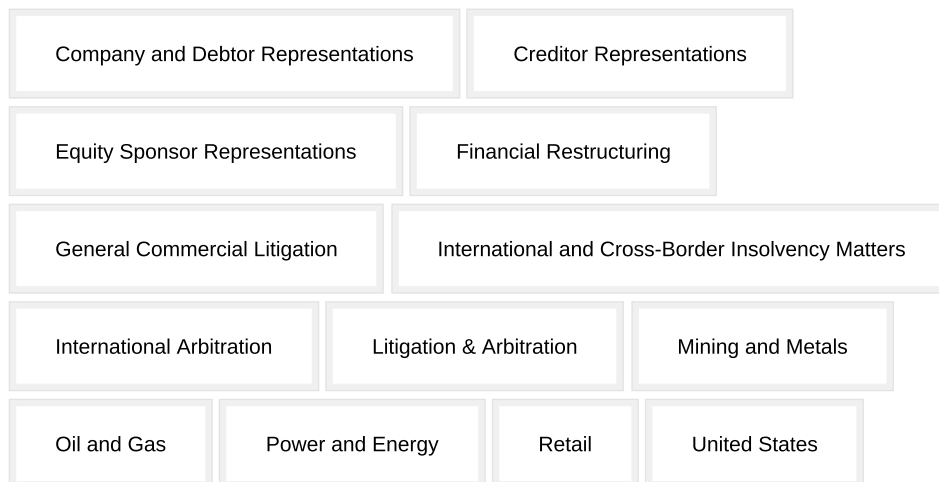 Company and Debtor Representations Creditor Representations
Equity Sponsor Representations Financial Restructuring
General Commercial Litigation International and Cross-Border Insolvency Matters
International Arbitration Litigation & Arbitration Mining and Metals
Oil and Gas Power and Energy Retail United States